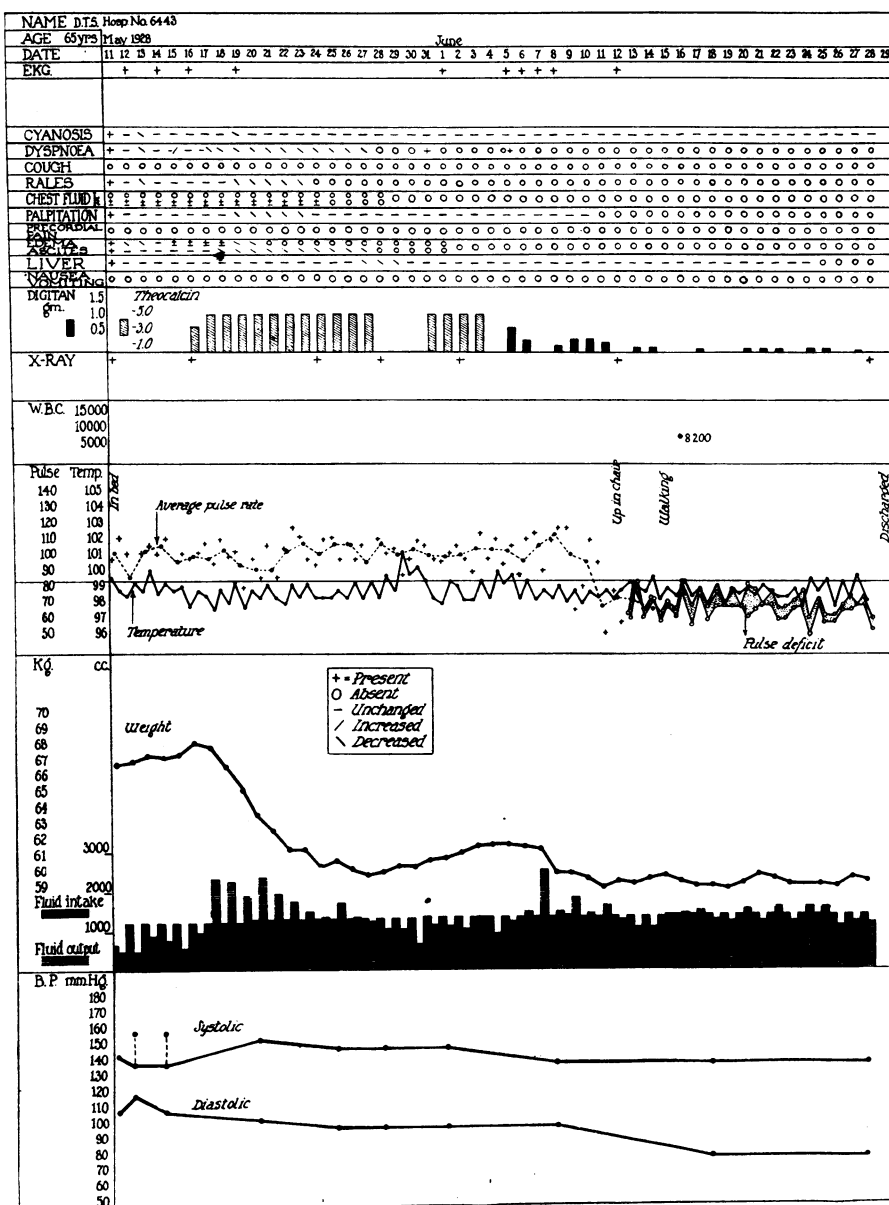 NAME D.T.S. Hosp No. 6443
AGE 65 yrs May 1928 June
DATE 11 12 13 14 15 16 17 18 19 20 21 22 23 24 25 26 27 28 29 30 31 1 2 3 4 5 6 7 8 9 10 11 12 13 14 15 16 17 18 19 20 21 22 23 24 25 26 27 28 29
EKG.
CYANOSIS
DYSPNOEA
COUGH
RALES
CHEST FLUID
PALPITATION
PRECORDIAL PAIN
EDEMA
ASCITES
LIVER
NAUSEA
VOMITING
DIGITAN 1.5 Theocalcin
gm. 1.0 -5.0
0.5 -3.0
-1.0
X-RAY
W.B.C. 15000
10000
5000
8200
Pulse Temp.
140 105
130 104
120 103
110 102
100 101
90 100
80 99
70 98
60 97
50 96
In bed
Average pulse rate
Up in chair
Walking
Discharged
Temperature
Pulse deficit
Kg. cc.
+ = Present
O Absent
- Unchanged
/ Increased
\ Decreased
70
69
68
67
66
65
64
63
62
61
60
59
Weight
3000
2000
1000
Fluid intake
Fluid output
B.P. mm.Hg.
180
170
160
150
140
130
120
110
100
90
80
70
60
50
Systolic
Diastolic